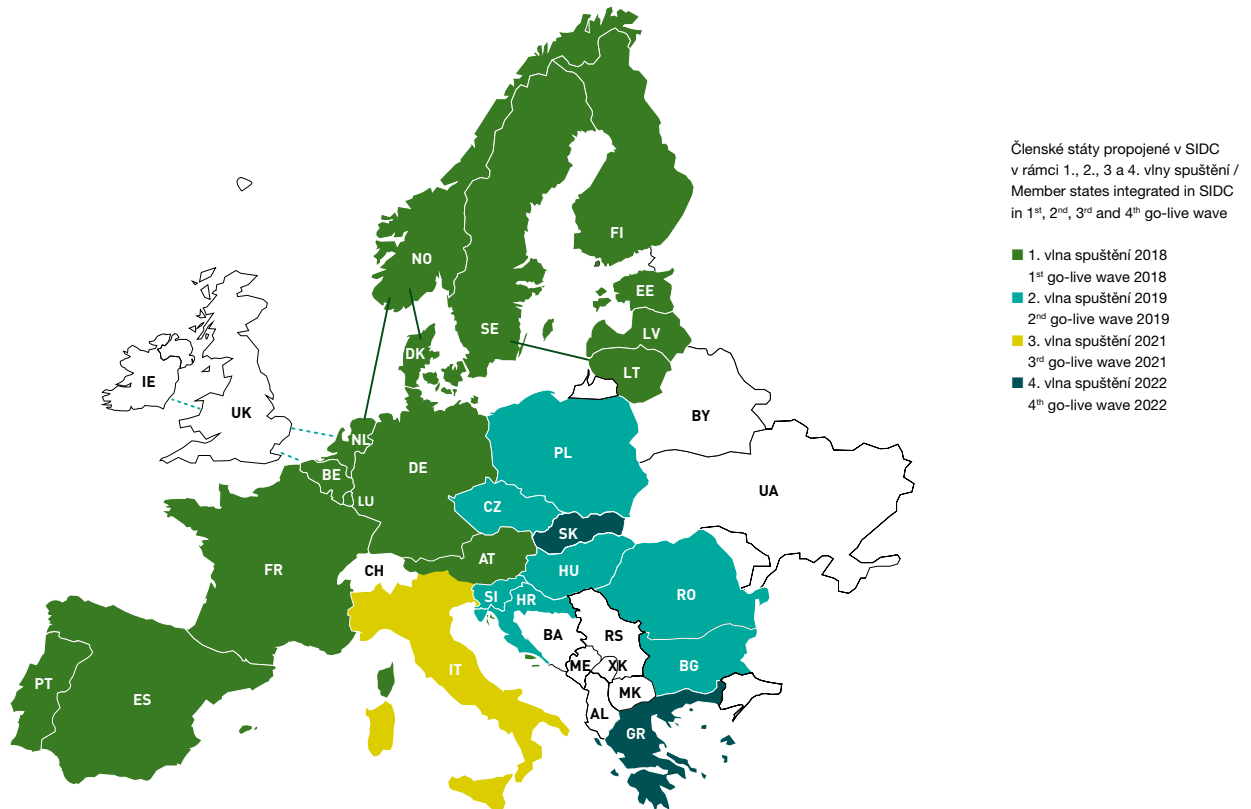 Členské státy propojené v SIDC
v rámci 1., 2., 3 a 4. vlny spuštění /
Member states integrated in SIDC
in 1st, 2nd, 3rd and 4th go-live wave
1. vlna spuštění 2018
1st go-live wave 2018
2. vlna spuštění 2019
2nd go-live wave 2019
3. vlna spuštění 2021
3rd go-live wave 2021
4. vlna spuštění 2022
4th go-live wave 2022
FI
NO
EE
SE
LV
DK
LT
IE
UK
BY
NL
PL
DE
BE
UA
LU
CZ
SK
AT
FR
CH
HU
SI
HR
RO
BA
RS
ME
XK
BG
IT
PT
ES
MK
AL
GR